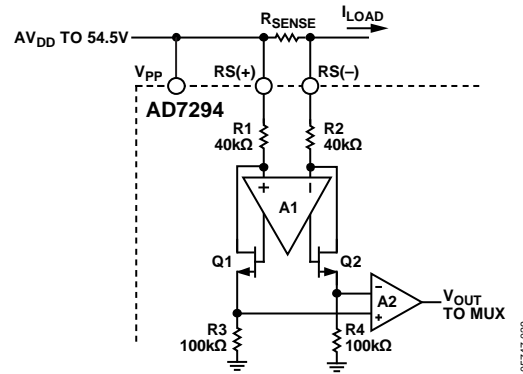 RSENSE
ILOAD
AVDD TO 54.5V
VPP
RS(+)
RS(–)
AD7294
R1
40kΩ
R2
40kΩ
+
–
A1
Q1
Q2
–
A2
+
VOUT
TO MUX
R3
100kΩ
R4
100kΩ